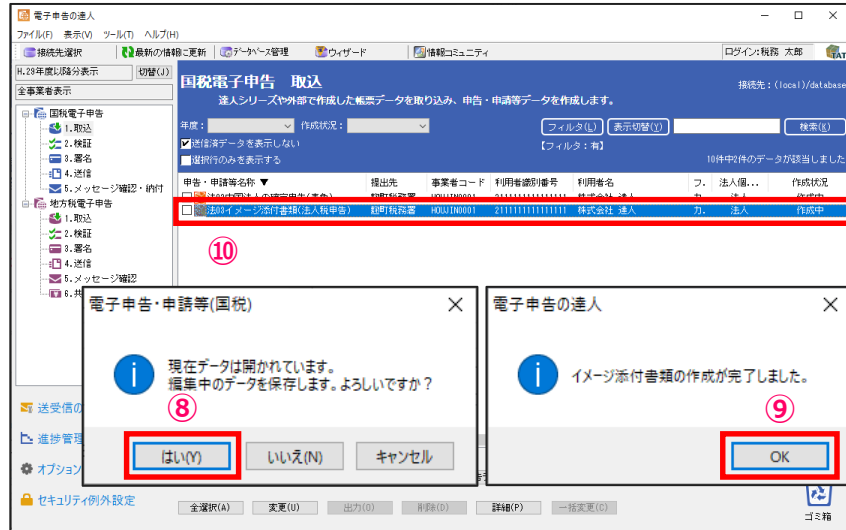 電子申告の達人
ファイル(F) 表示(V) ツール(T) ヘルプ(H)
接続先選択 最新の情報に更新 データベース管理 ウィザード 情報コミュニティ ログイン:税務 太郎
H.29年度以降分表示 切替(J)
全事業者表示
国税電子申告
1.取込
2.検証
3.署名
4.送信
5.メッセージ確認・納付
地方税電子申告
1.取込
2.検証
3.署名
4.送信
5.メッセージ確認
6.共
国税電子申告 取込
接続先:(local)/database
達人シリーズや外部で作成した帳票データを取り込み、申告・申請等データを作成します。
年度: 作成状況: フィルタ(L) 表示切替(Y) 検索(K)
送信済データを表示しない 【フィルタ:有】
選択行のみを表示する 10件中2件のデータが該当しました
申告・申請等名称 ▼ 提出先 事業者コード 利用者識別番号 利用者名 フ. 法人個... 作成状況
麹町税務署 HOUJIN0001 株式会社 達人 力. 法人 作成中
法03イメージ添付書類(法人税申告) 麹町税務署 HOUJIN0001 株式会社 達人 力. 法人 作成中
⑩
電子申告・申請等(国税)
現在データは開かれています。
編集中のデータを保存します。よろしいですか?
⑧
はい(Y) いいえ(N) キャンセル
電子申告の達人
イメージ添付書類の作成が完了しました。
⑨
OK
送受信の
進捗管理
オプション
セキュリティ例外設定
全選択(A) 変更(U) 出力(O) 削除(D) 詳細(P) 一括変更(C)
ゴミ箱